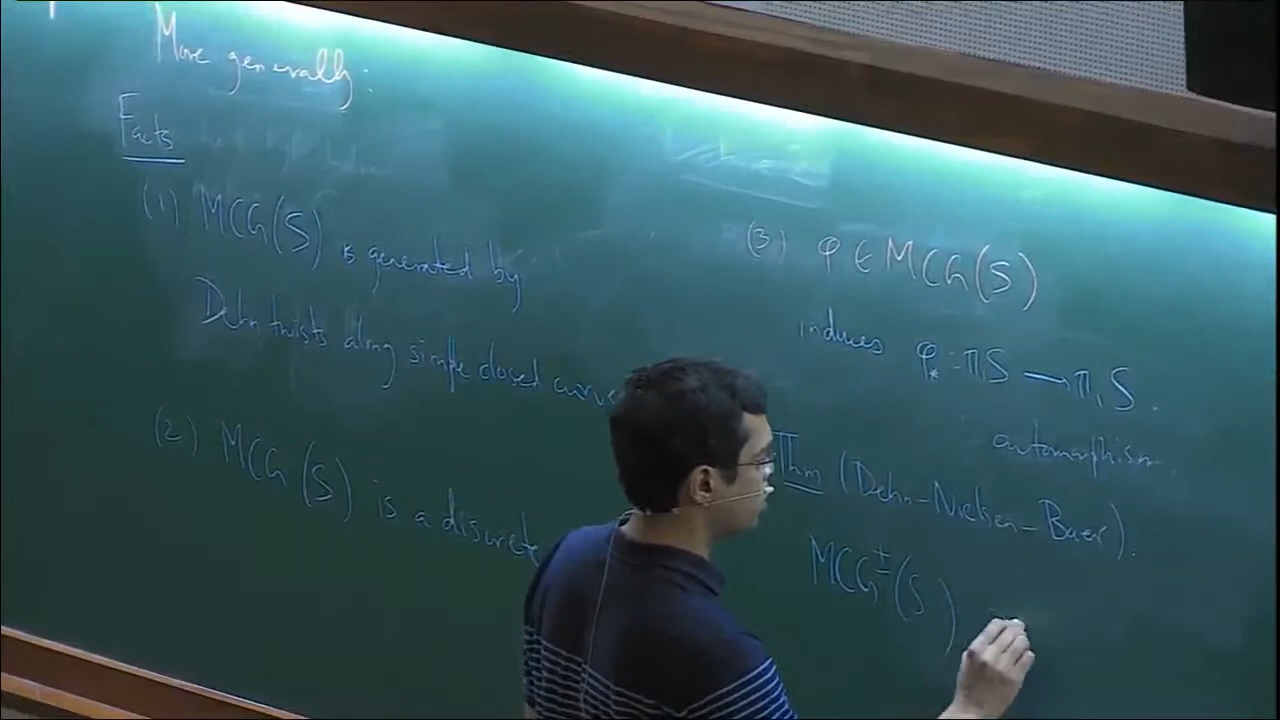 More generally:
Facts
(1) MCG(S) is generated by
Dehn twists along simple closed curve
(2) MCG(S) is a discrete
(3) φ ∈ MCG(S)
induces φ_* : π₁S ⟶ π₁S.
automorphism
Thm (Dehn-Nielsen-Baer).
MCG^±(S)